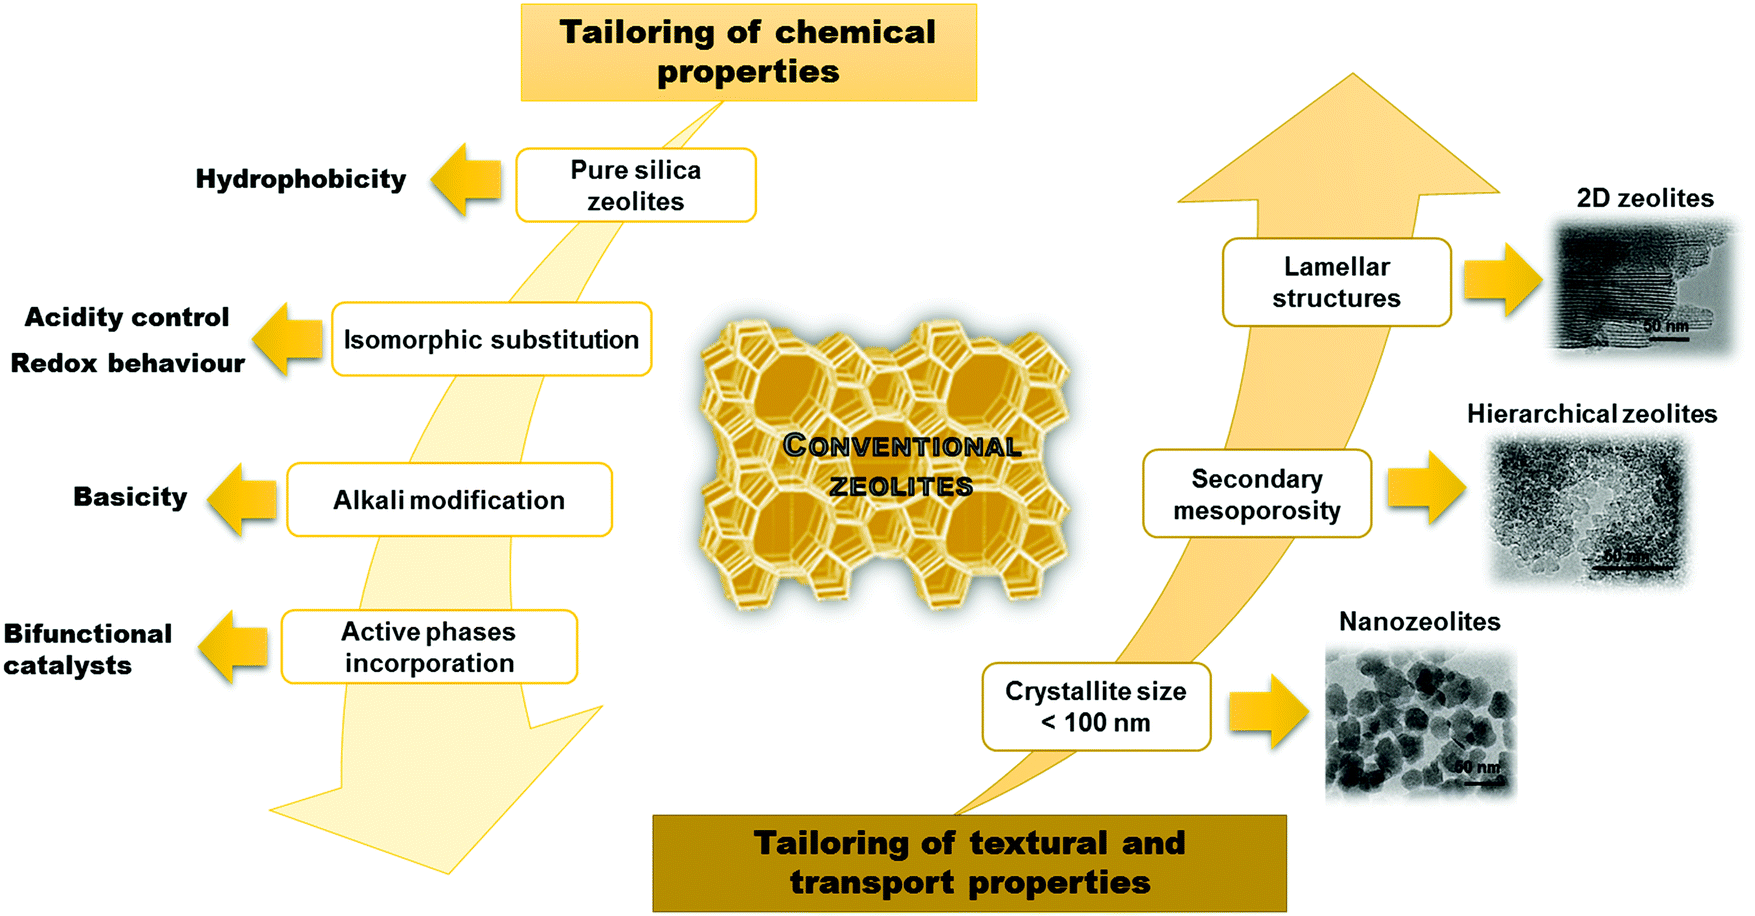 Tailoring of chemical
properties
Pure silica
zeolites
Hydrophobicity
Isomorphic substitution
Acidity control
Redox behaviour
Alkali modification
Basicity
Active phases
incorporation
Bifunctional
catalysts
CONVENTIONAL
ZEOLITES
2D zeolites
Lamellar
structures
50 nm
Hierarchical zeolites
Secondary
mesoporosity
50 nm
Nanozeolites
Crystallite size
< 100 nm
50 nm
Tailoring of textural and
transport properties